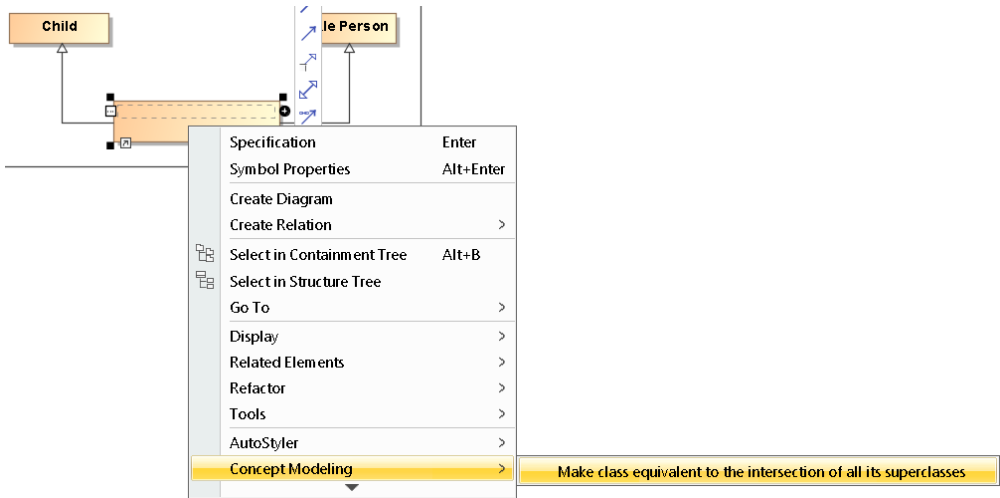 Child
le Person
Specification Enter
Symbol Properties Alt+Enter
Create Diagram
Create Relation
Select in Containment Tree Alt+B
Select in Structure Tree
Go To
Display
Related Elements
Refactor
Tools
AutoStyler
Concept Modeling
Make class equivalent to the intersection of all its superclasses